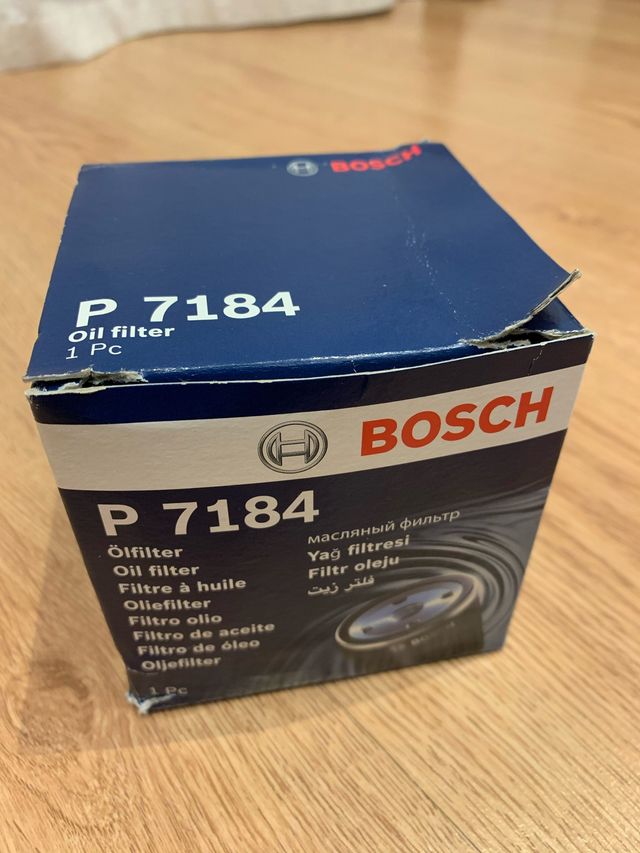 BOSCH
P 7184
Oil filter
1 Pc
BOSCH
P 7184
Ölfilter
Oil filter
Filtre à huile
Oliefilter
Filtro olio
Filtro de aceite
Filtro de óleo
Oljefilter
1 Pc
масляный фильтр
Yağ filtresi
Filtr oleju
فلتر زيت
BOSCH